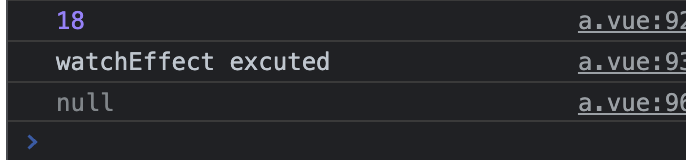 18 a.vue:92
watchEffect excuted a.vue:93
null a.vue:96
>